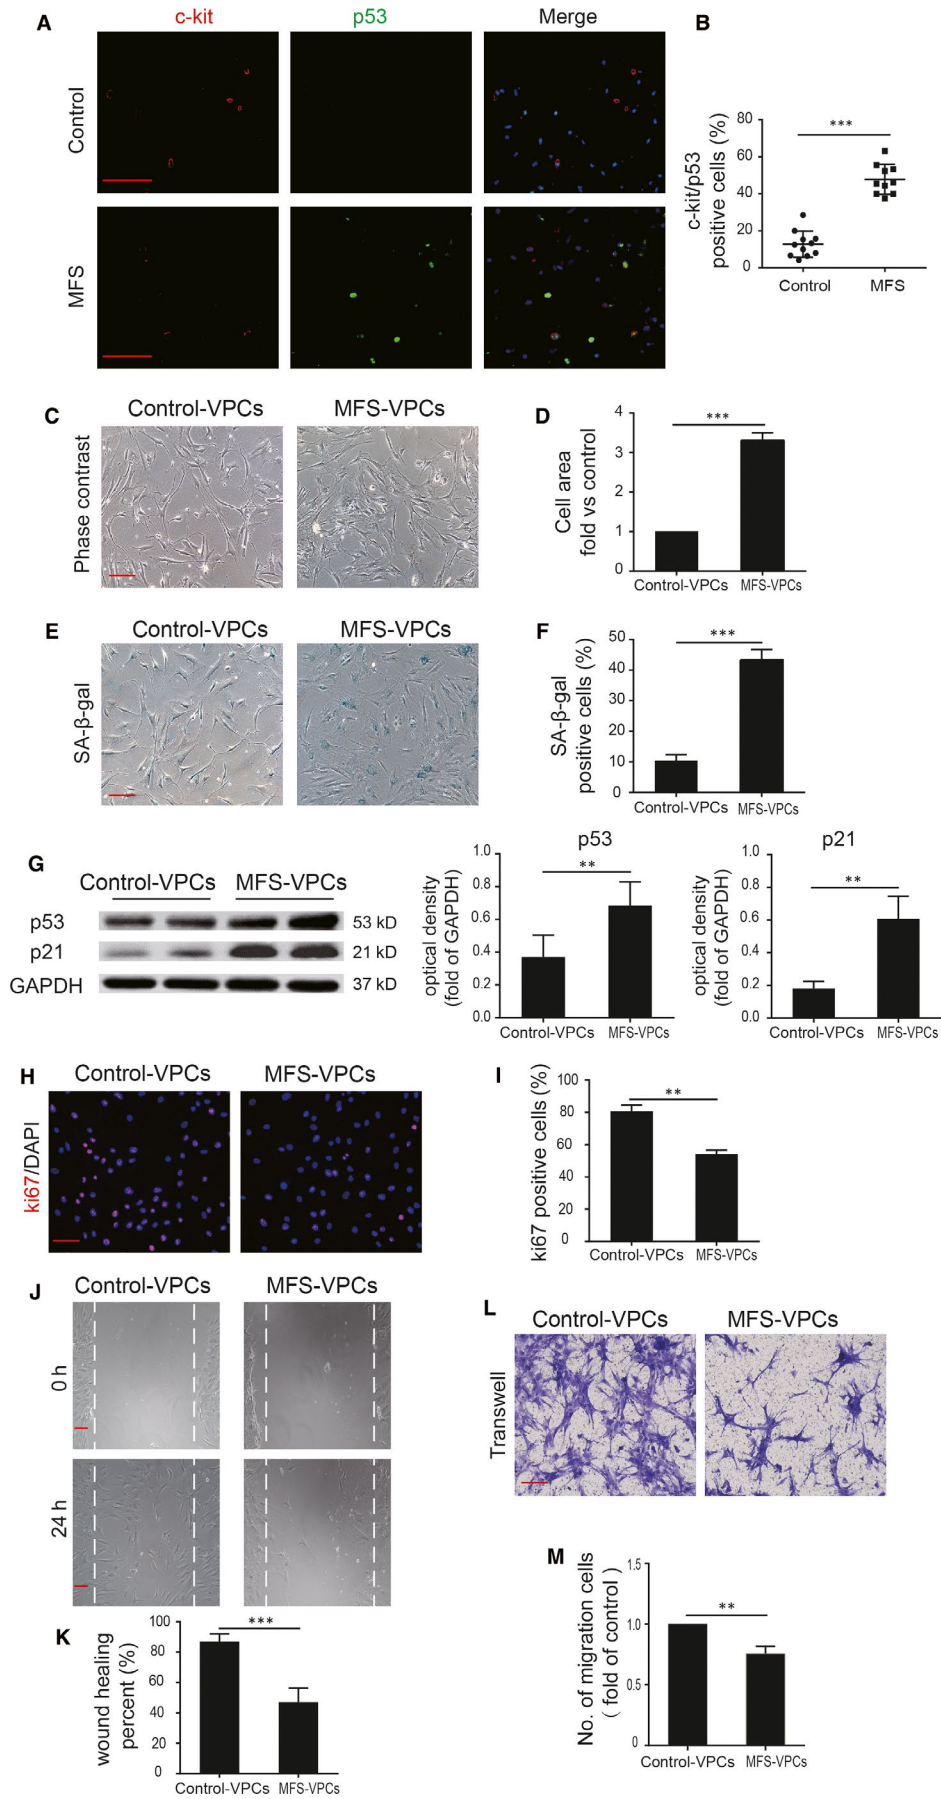 A
c-kit
p53
Merge
Control
MFS
B
c-kit/p53
positive cells (%)
80
60
40
20
0
***
Control
MFS
C
Control-VPCs
MFS-VPCs
Phase contrast
D
Cell area
fold vs control
4
3
2
1
0
***
Control-VPCs
MFS-VPCs
E
Control-VPCs
MFS-VPCs
SA-β-gal
F
SA-β-gal
positive cells (%)
50
40
30
20
10
0
***
Control-VPCs
MFS-VPCs
G
Control-VPCs
MFS-VPCs
p53
53 kD
p21
21 kD
GAPDH
37 kD
p53
optical density
(fold of GAPDH)
1.0
0.8
0.6
0.4
0.2
0.0
**
Control-VPCs
MFS-VPCs
p21
optical density
(fold of GAPDH)
1.0
0.8
0.6
0.4
0.2
0.0
**
Control-VPCs
MFS-VPCs
H
Control-VPCs
MFS-VPCs
ki67/DAPI
I
ki67 positive cells (%)
100
80
60
40
20
0
**
Control-VPCs
MFS-VPCs
J
Control-VPCs
MFS-VPCs
0 h
24 h
K
wound healing
percent (%)
100
80
60
40
20
0
***
Control-VPCs
MFS-VPCs
L
Control-VPCs
MFS-VPCs
Transwell
M
No. of migration cells
( fold of control )
1.5
1.0
0.5
0
**
Control-VPCs
MFS-VPCs